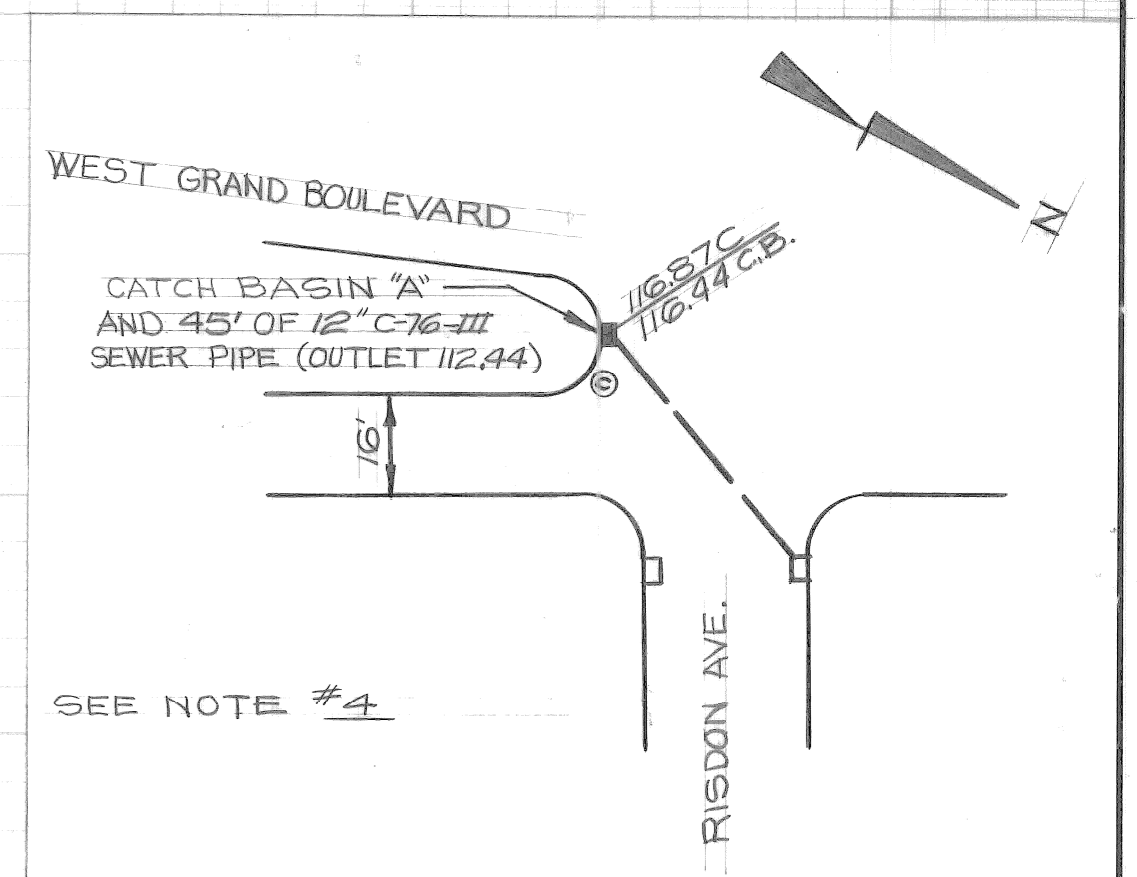 WEST GRAND BOULEVARD
N
116.87 C
116.44 C.B.
CATCH BASIN "A"
AND 45' OF 12" C-76-III
SEWER PIPE (OUTLET 112.44)
©
16'
RISDON AVE.
SEE NOTE #4